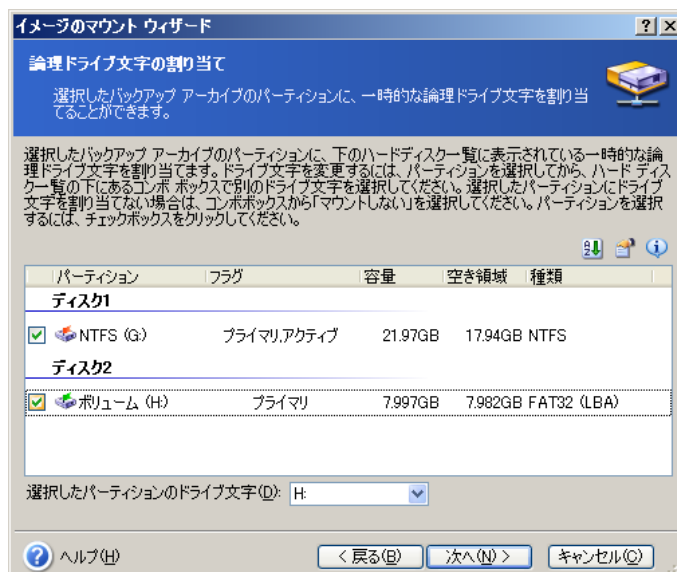 イメージのマウント ウィザード
論理ドライブ文字の割り当て
選択したバックアップ アーカイブのパーティションに、一時的な論理ドライブ文字を割り当
てることができます。
選択したバックアップ アーカイブのパーティションに、下のハードディスク一覧に表示されている一時的な論
理ドライブ文字を割り当てます。ドライブ文字を変更するには、パーティションを選択してから、ハード ディス
ク一覧の下にあるコンボ ボックスで別のドライブ文字を選択してください。選択したパーティションにドライブ
文字を割り当てない場合は、コンボボックスから「マウントしない」を選択してください。パーティションを選択
するには、チェックボックスをクリックしてください。
パーティション フラグ 容量 空き領域 種類
ディスク1
NTFS (G:) プライマリ,アクティブ 21.97GB 17.94GB NTFS
ディスク2
ボリューム (H:) プライマリ 7.997GB 7.982GB FAT32 (LBA)
選択したパーティションのドライブ文字(D): H:
ヘルプ(H) < 戻る(B) 次へ(N) > キャンセル(C)